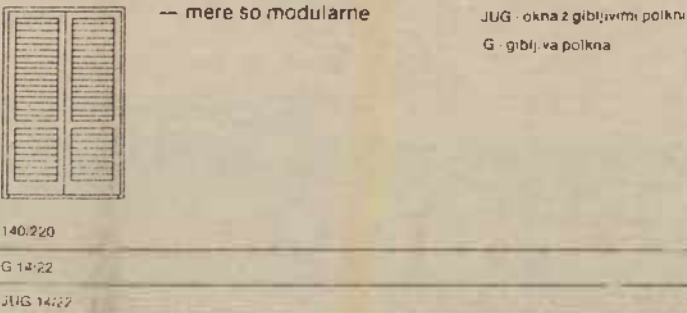 — mere so modularne
JUG - okna z gibljivimi polkni
G - gibljiva polkna
140/220
G 14/22
JUG 14/22